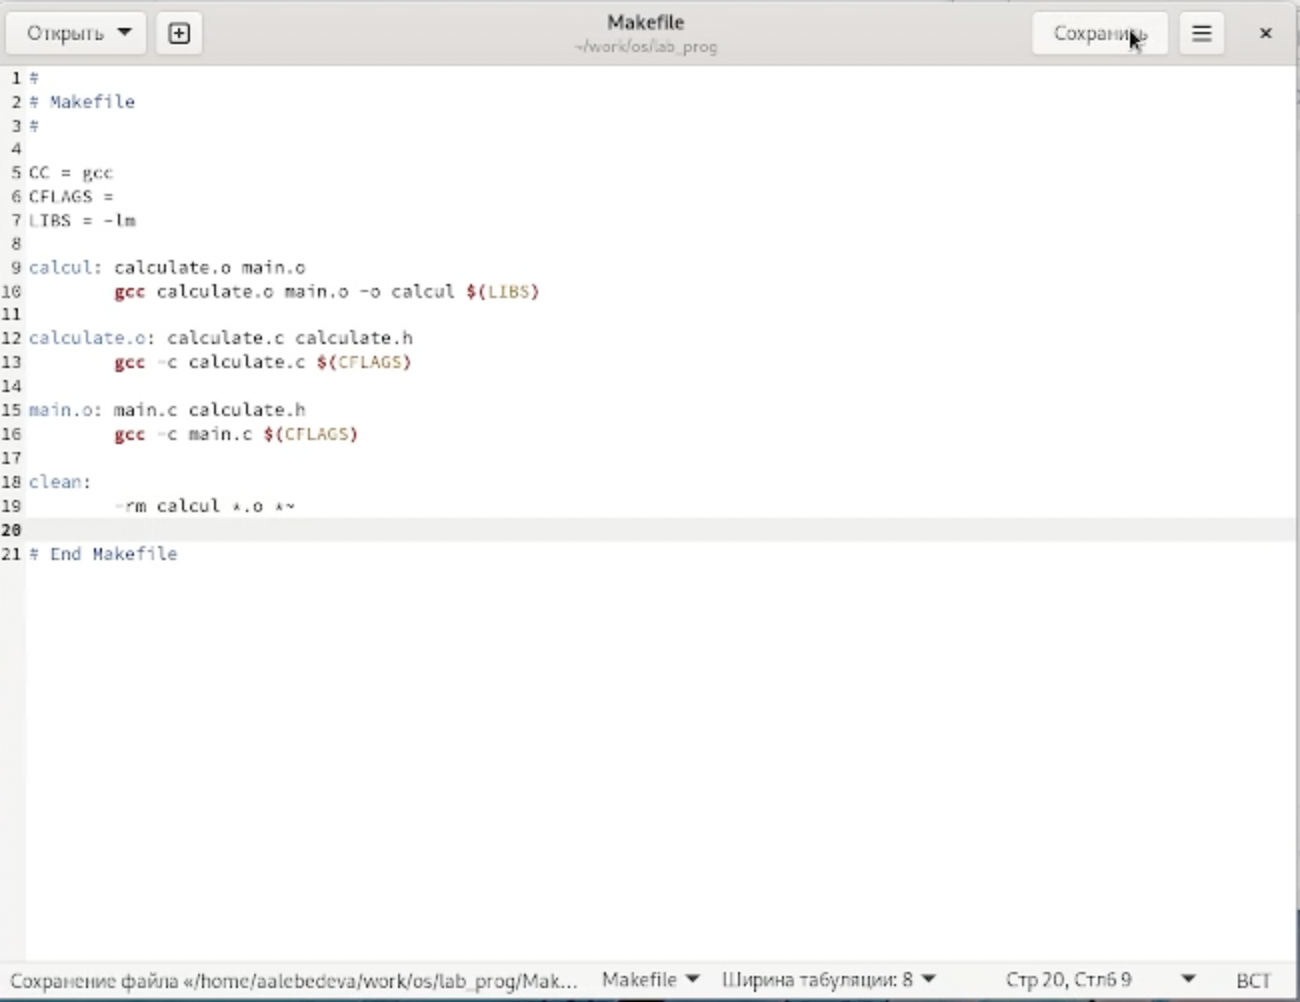 Открыть
Makefile
~/work/os/lab_prog
Сохранить
1 #
2 # Makefile
3 #
4
5 CC = gcc
6 CFLAGS =
7 LIBS = -lm
8
9 calcul: calculate.o main.o
10 gcc calculate.o main.o -o calcul $(LIBS)
11
12 calculate.o: calculate.c calculate.h
13 gcc -c calculate.c $(CFLAGS)
14
15 main.o: main.c calculate.h
16 gcc -c main.c $(CFLAGS)
17
18 clean:
19 -rm calcul *.o *~
20
21 # End Makefile
Сохранение файла «/home/aalebedeva/work/os/lab_prog/Mak... Makefile Ширина табуляции: 8 Стр 20, Стлб 9 ВСТ